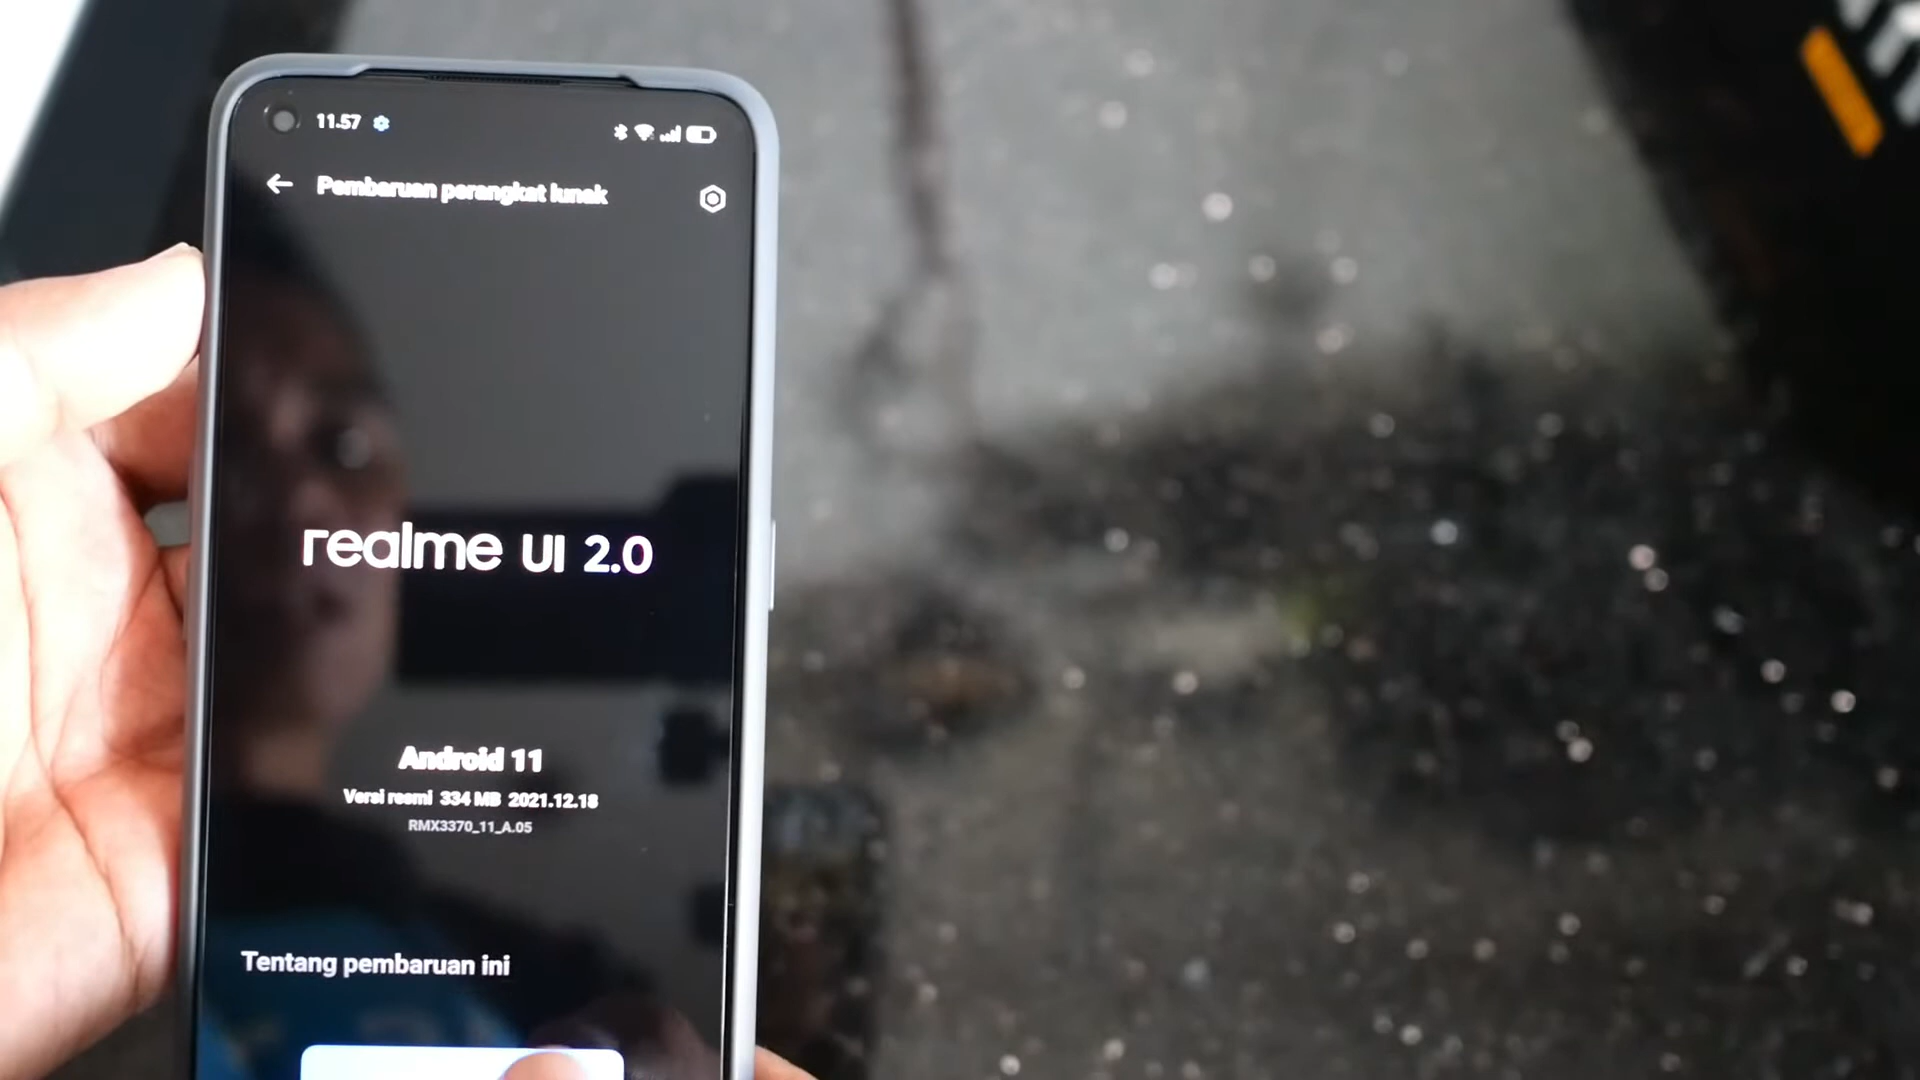 11.57
Pembaruan perangkat lunak
realme UI 2.0
Android 11
Versi resmi 334 MB 2021.12.18
RMX3370_11_A.05
Tentang pembaruan ini